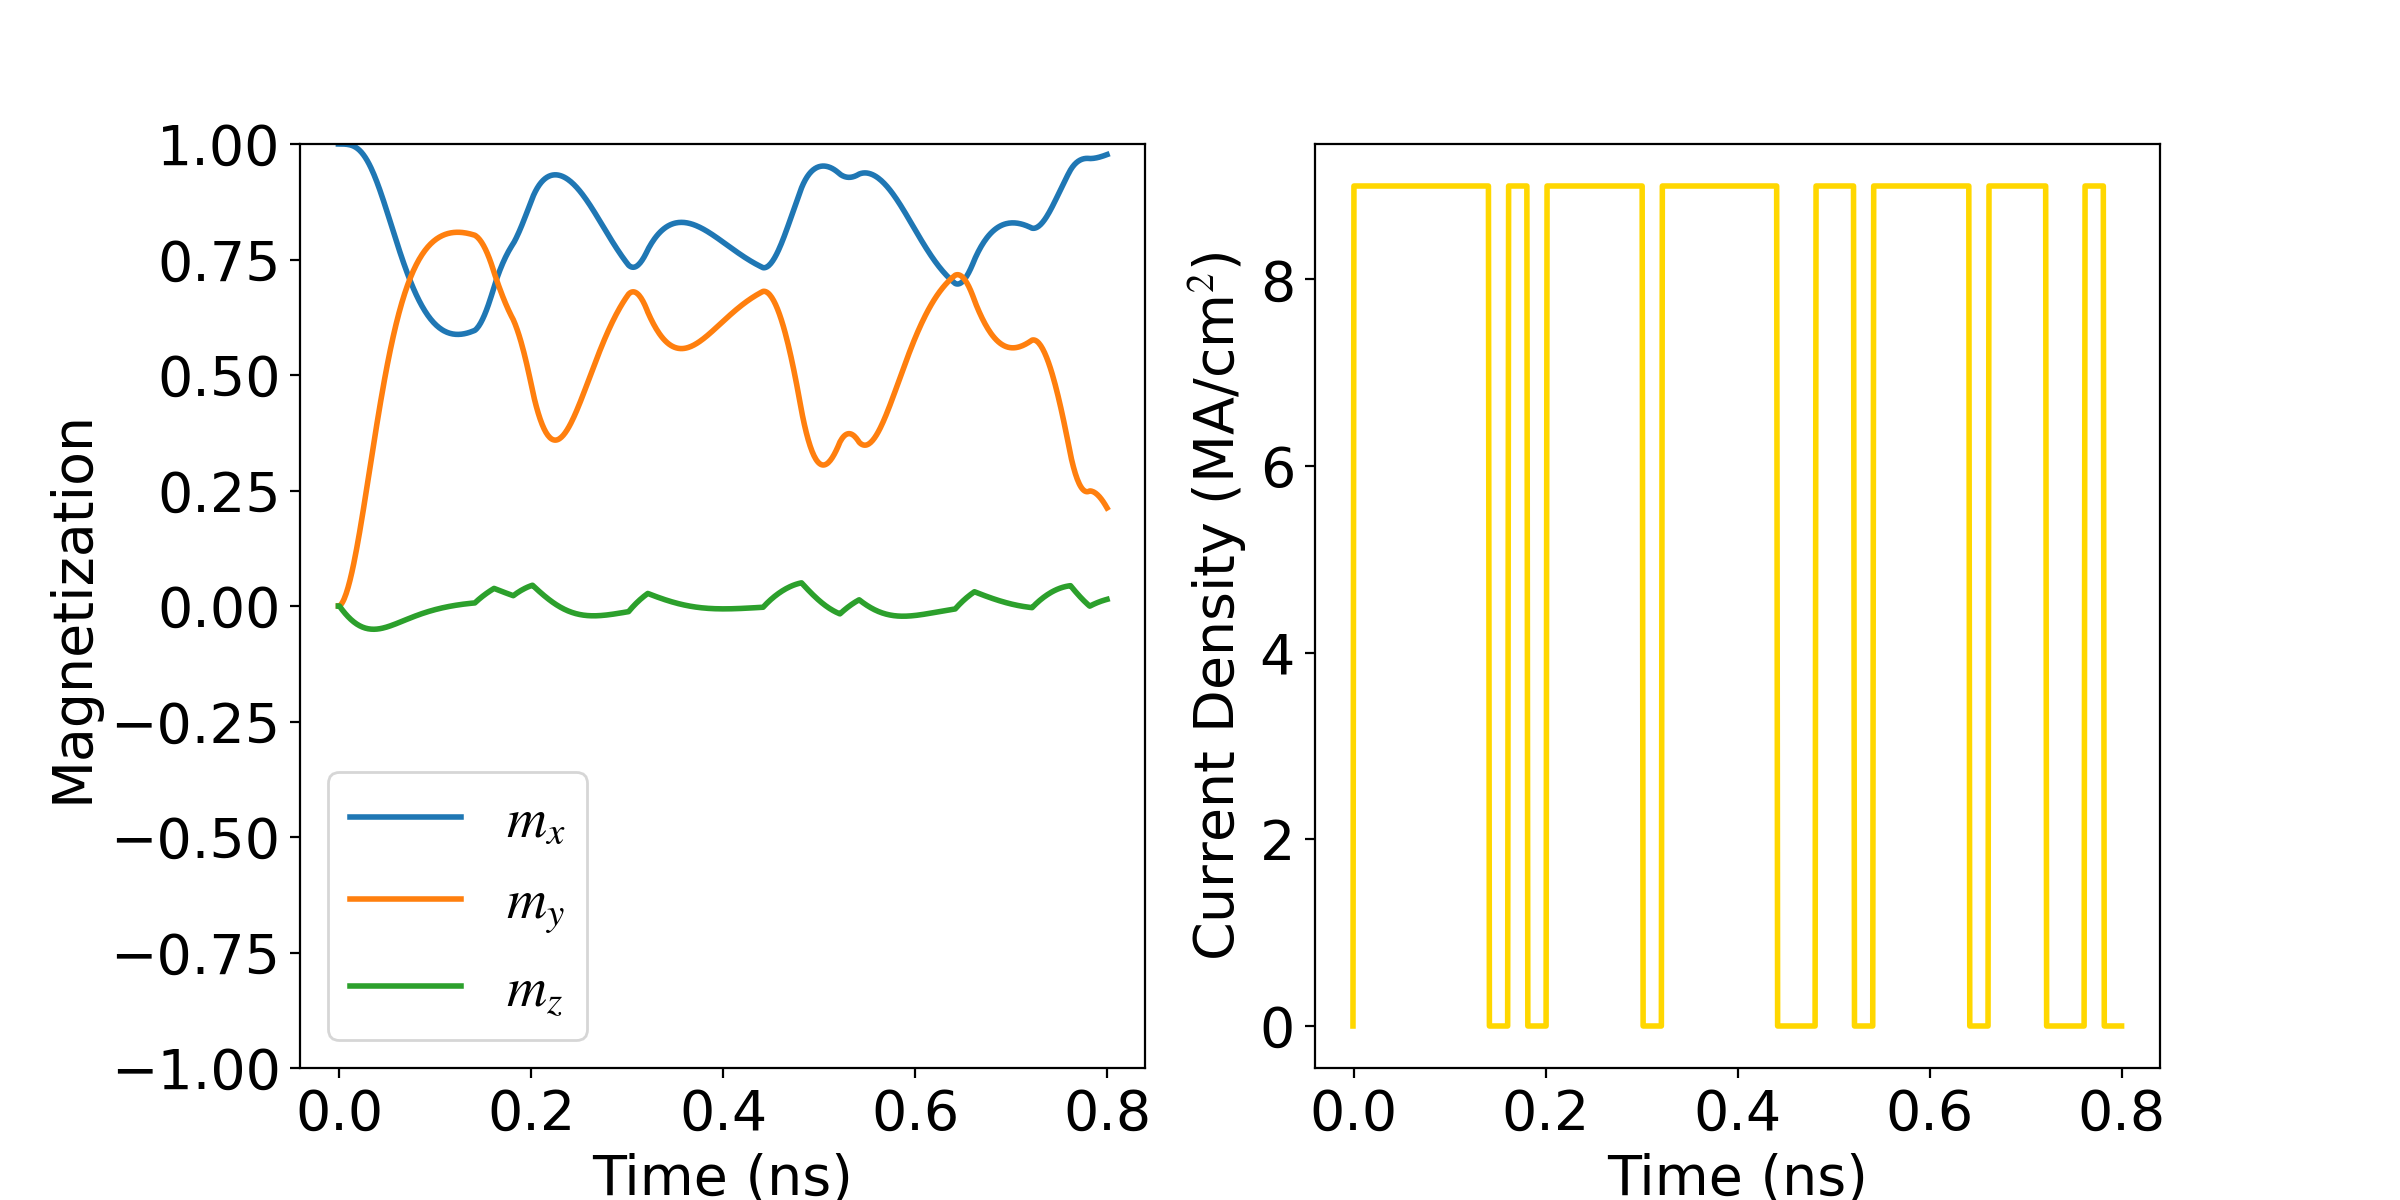 Magnetization
1.00
0.75
0.50
0.25
0.00
−0.25
−0.50
−0.75
−1.00
0.0 0.2 0.4 0.6 0.8
Time (ns)
m_x
m_y
m_z
Current Density (MA/cm²)
8
6
4
2
0
0.0 0.2 0.4 0.6 0.8
Time (ns)